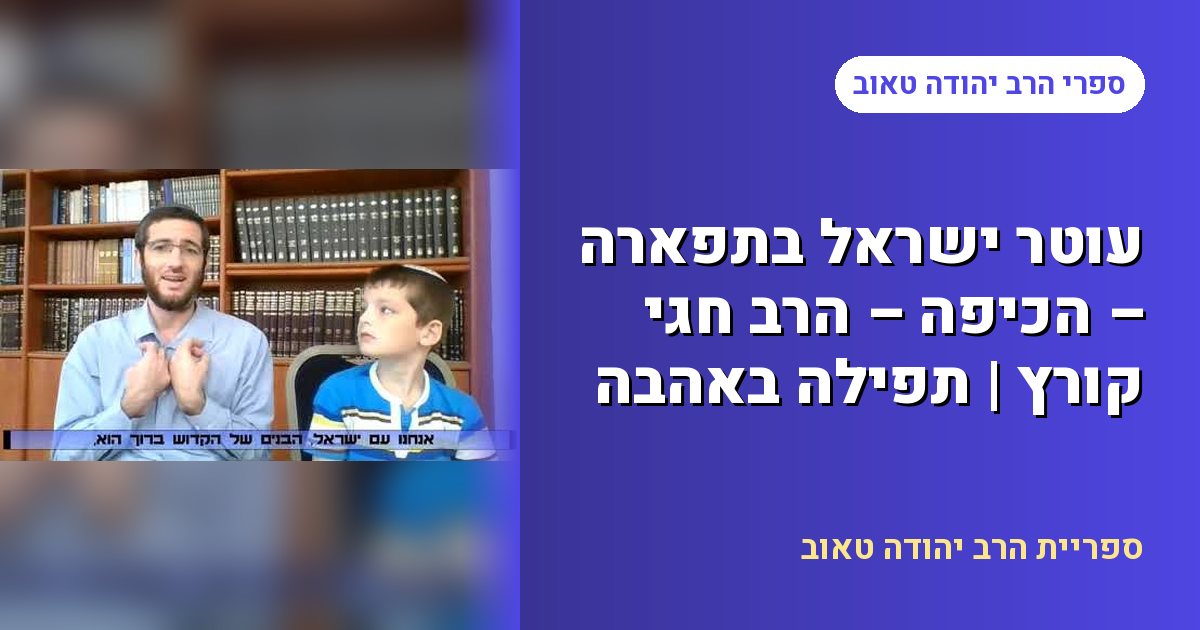 ספרי הרב יהודה טאוב
עוטר ישראל בתפארה
– הכיפה – הרב חגי
קורץ | תפילה באהבה
אנחנו עם ישראל, הבנים של הקדוש ברוך הוא,
ספריית הרב יהודה טאוב